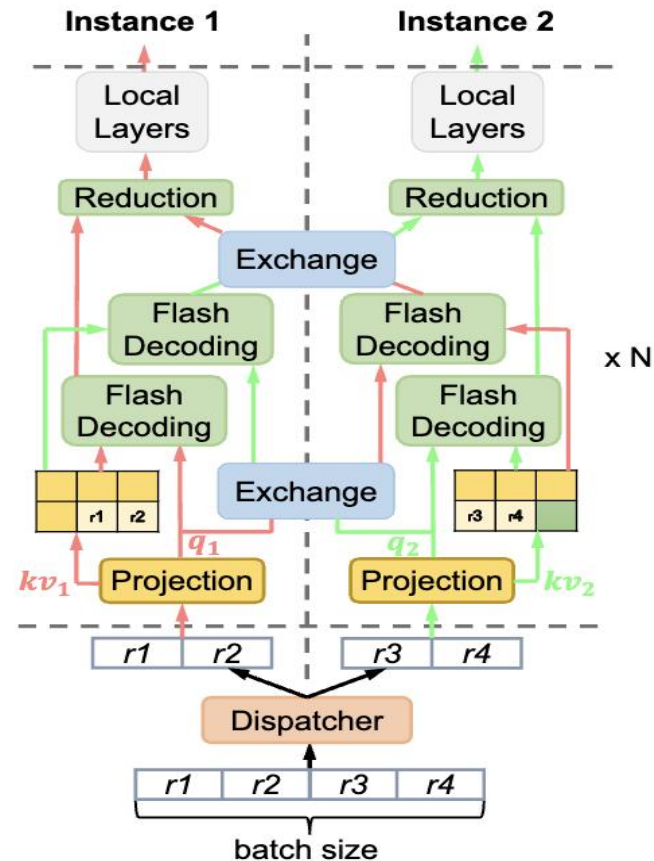 Instance 1
Instance 2
Local
Layers
Local
Layers
Reduction
Reduction
Exchange
Flash
Decoding
Flash
Decoding
x N
Flash
Decoding
Flash
Decoding
Exchange
r1 r2
r3 r4
q1
q2
kv1
Projection
Projection
kv2
r1 r2
r3 r4
Dispatcher
r1 r2 r3 r4
batch size